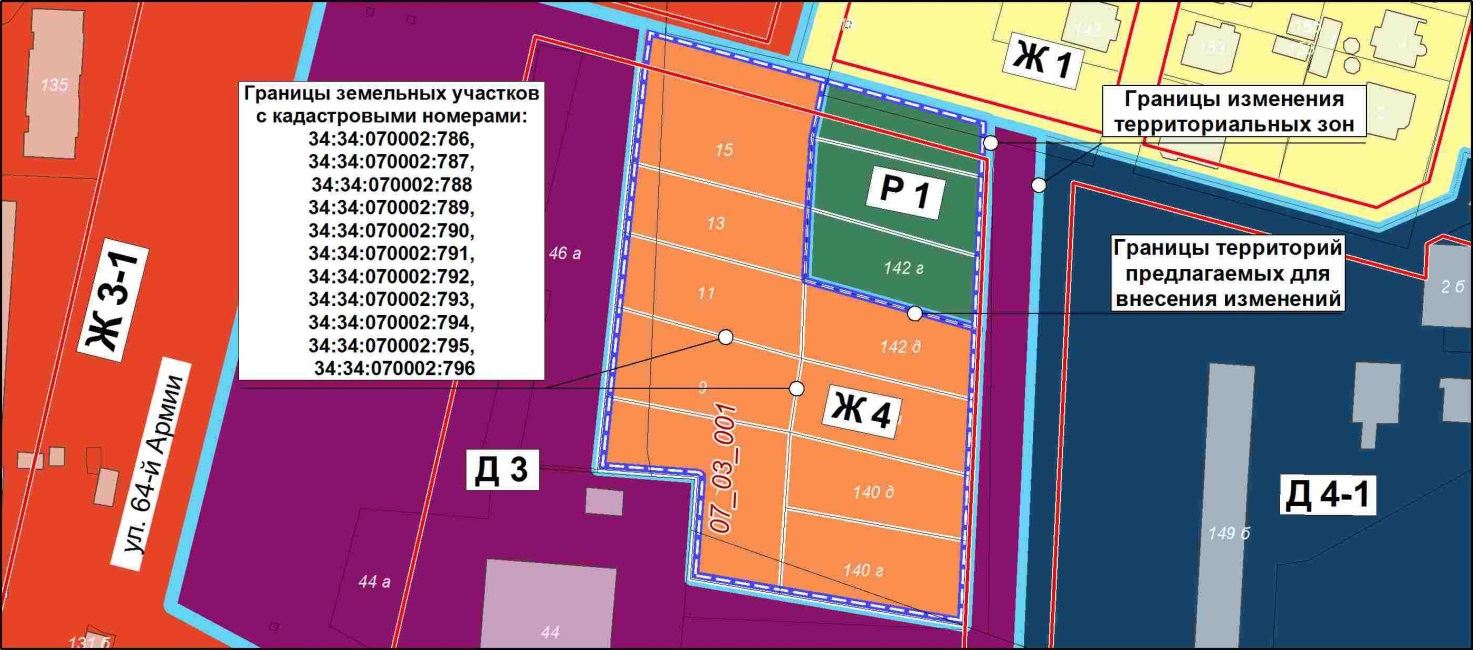 135
Ж 3-1
ул. 64-й Армии
131 б
Границы земельных участков
с кадастровыми номерами:
34:34:070002:786,
34:34:070002:787,
34:34:070002:788
34:34:070002:789,
34:34:070002:790,
34:34:070002:791,
34:34:070002:792,
34:34:070002:793,
34:34:070002:794,
34:34:070002:795,
34:34:070002:796
46 а
Д 3
44 а
44
15
13
11
9
07_03_001
Р 1
142 г
142 д
Ж 4
140 д
140 г
Ж 1
142
153
Границы изменения
территориальных зон
Границы территорий
предлагаемых для
внесения изменений
2 б
Д 4-1
149 б